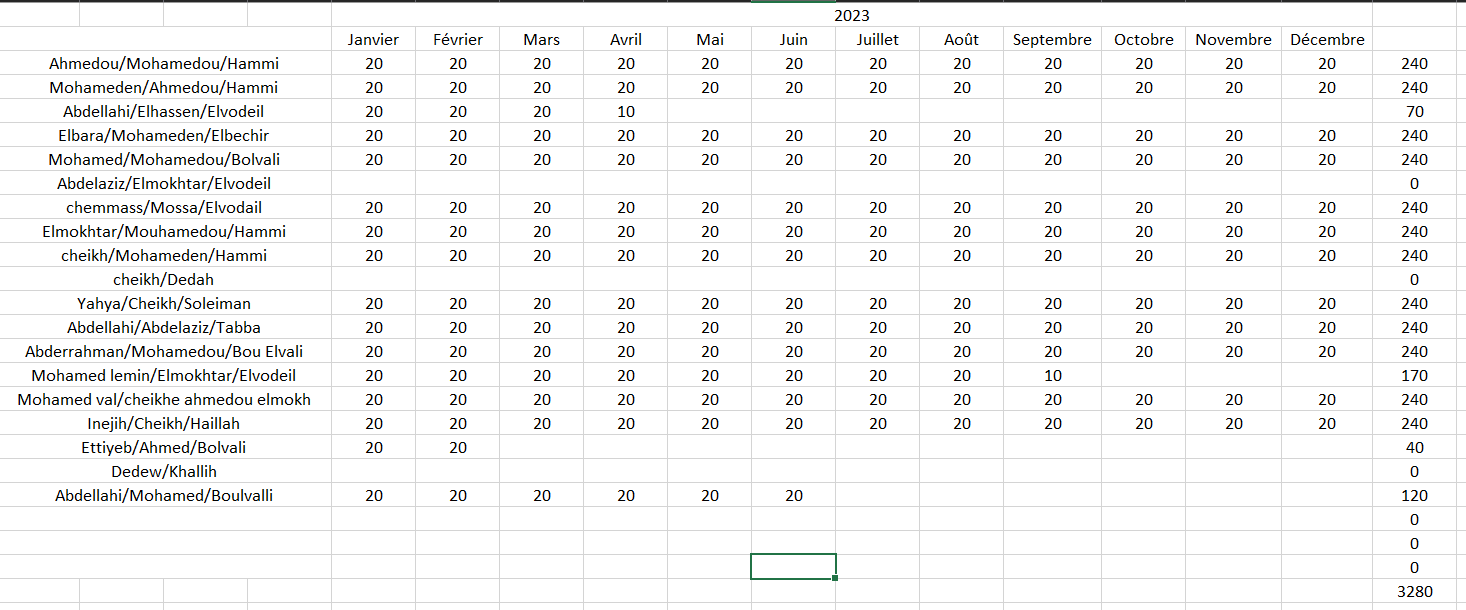 2023
Janvier Février Mars Avril Mai Juin Juillet Août Septembre Octobre Novembre Décembre
Ahmedou/Mohamedou/Hammi 20 20 20 20 20 20 20 20 20 20 20 20 240
Mohameden/Ahmedou/Hammi 20 20 20 20 20 20 20 20 20 20 20 20 240
Abdellahi/Elhassen/Elvodeil 20 20 20 10 70
Elbara/Mohameden/Elbechir 20 20 20 20 20 20 20 20 20 20 20 20 240
Mohamed/Mohamedou/Bolvali 20 20 20 20 20 20 20 20 20 20 20 20 240
Abdelaziz/Elmokhtar/Elvodeil 0
chemmass/Mossa/Elvodail 20 20 20 20 20 20 20 20 20 20 20 20 240
Elmokhtar/Mouhamedou/Hammi 20 20 20 20 20 20 20 20 20 20 20 20 240
cheikh/Mohameden/Hammi 20 20 20 20 20 20 20 20 20 20 20 20 240
cheikh/Dedah 0
Yahya/Cheikh/Soleiman 20 20 20 20 20 20 20 20 20 20 20 20 240
Abdellahi/Abdelaziz/Tabba 20 20 20 20 20 20 20 20 20 20 20 20 240
Abderrahman/Mohamedou/Bou Elvali 20 20 20 20 20 20 20 20 20 20 20 20 240
Mohamed lemin/Elmokhtar/Elvodeil 20 20 20 20 20 20 20 20 10 170
Mohamed val/cheikhe ahmedou elmokh 20 20 20 20 20 20 20 20 20 20 20 20 240
Inejih/Cheikh/Haillah 20 20 20 20 20 20 20 20 20 20 20 20 240
Ettiyeb/Ahmed/Bolvali 20 20 40
Dedew/Khallih 0
Abdellahi/Mohamed/Boulvalli 20 20 20 20 20 20 120
0
0
0
3280